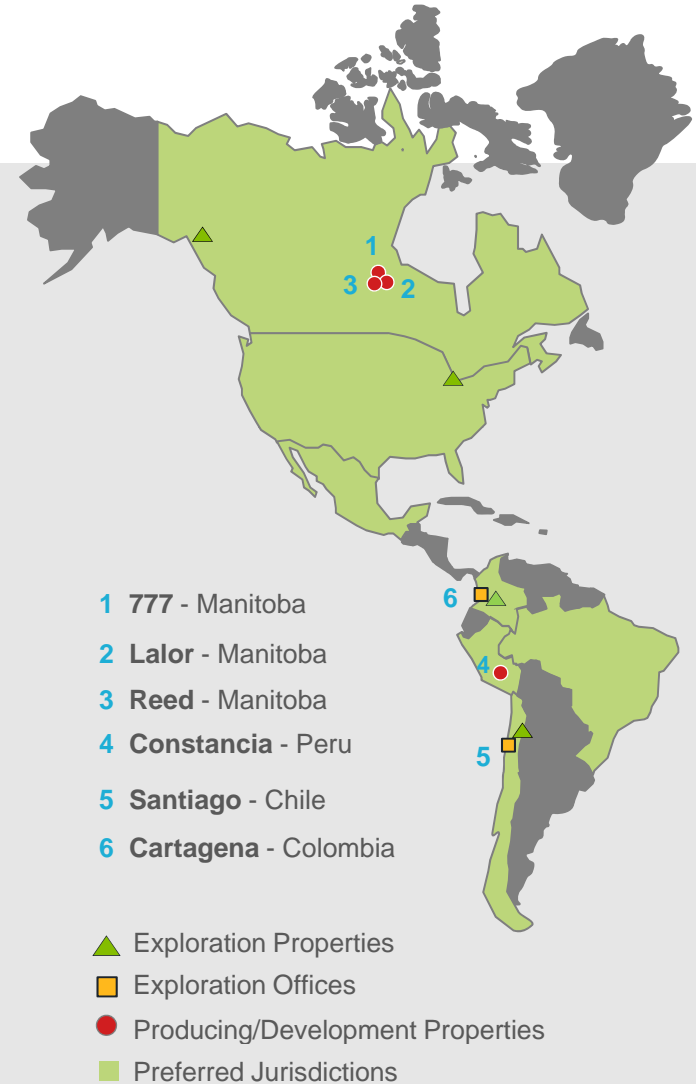 1
3
2
6
4
5
1 777 - Manitoba
2 Lalor - Manitoba
3 Reed - Manitoba
4 Constancia - Peru
5 Santiago - Chile
6 Cartagena - Colombia
Exploration Properties
Exploration Offices
Producing/Development Properties
Preferred Jurisdictions